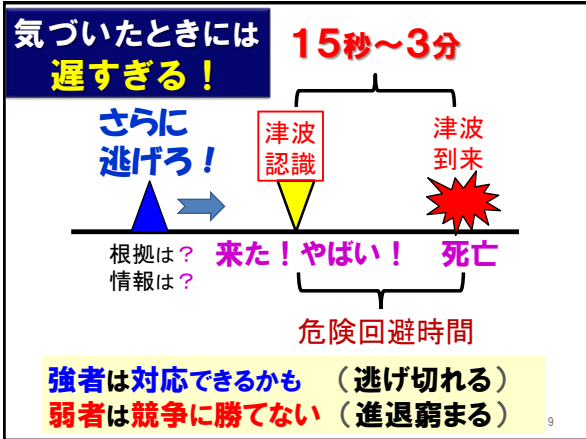 気づいたときには
遅すぎる！
15秒～3分
さらに
逃げろ！
津波
認識
津波
到来
根拠は？
情報は？
来た！やばい！
死亡
危険回避時間
強者は対応できるかも （逃げ切れる）
弱者は競争に勝てない （進退窮まる）
9